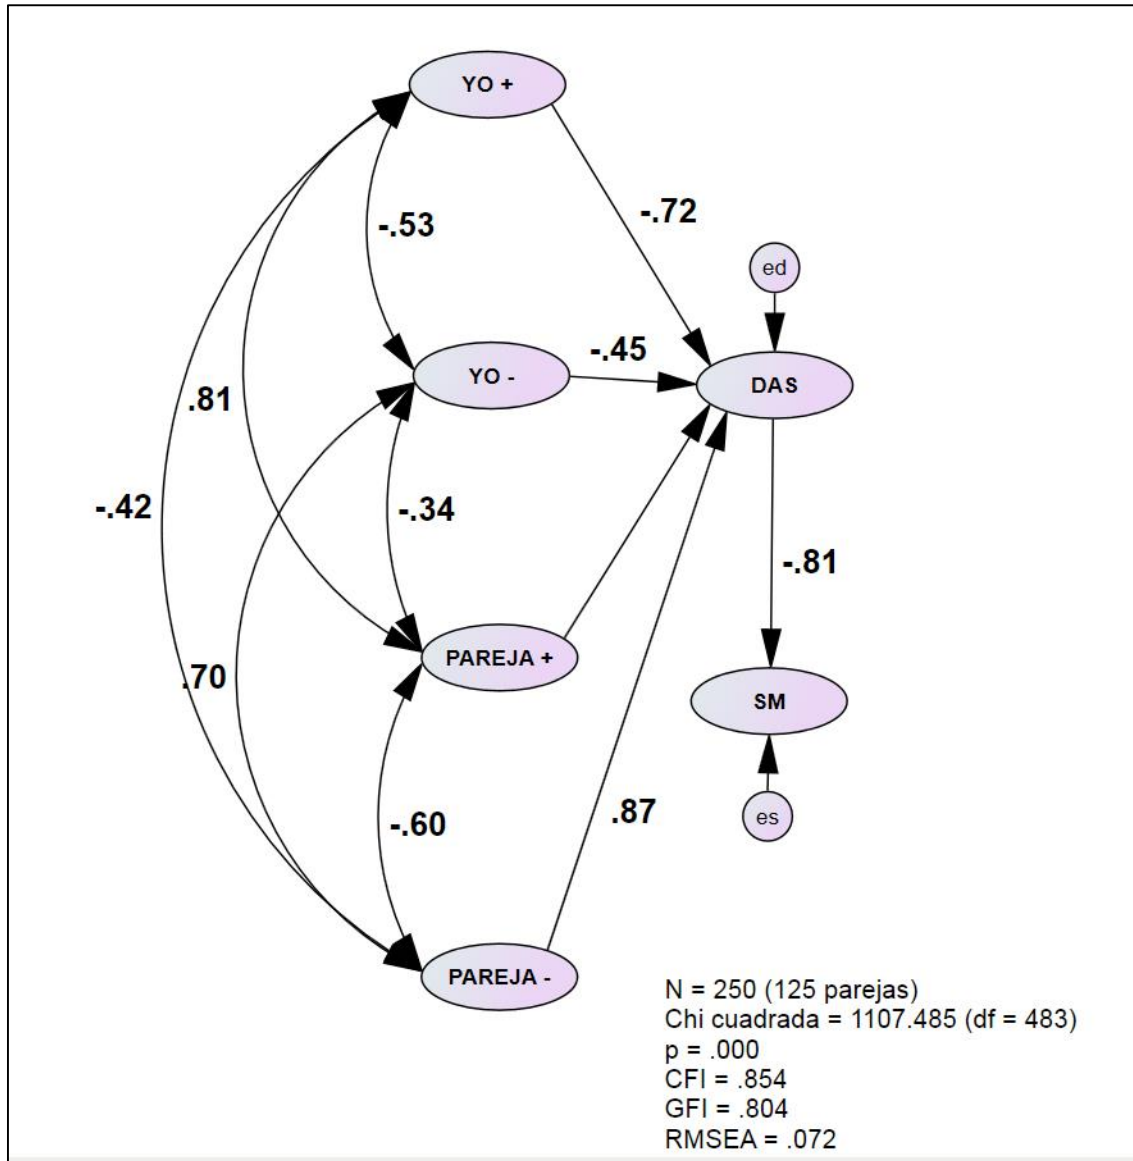 YO +
-.72
-.53
ed
YO -
-.45
DAS
.81
-.42
-.34
-.81
PAREJA +
.70
SM
-.60
.87
es
PAREJA -
N = 250 (125 parejas)
Chi cuadrada = 1107.485 (df = 483)
p = .000
CFI = .854
GFI = .804
RMSEA = .072